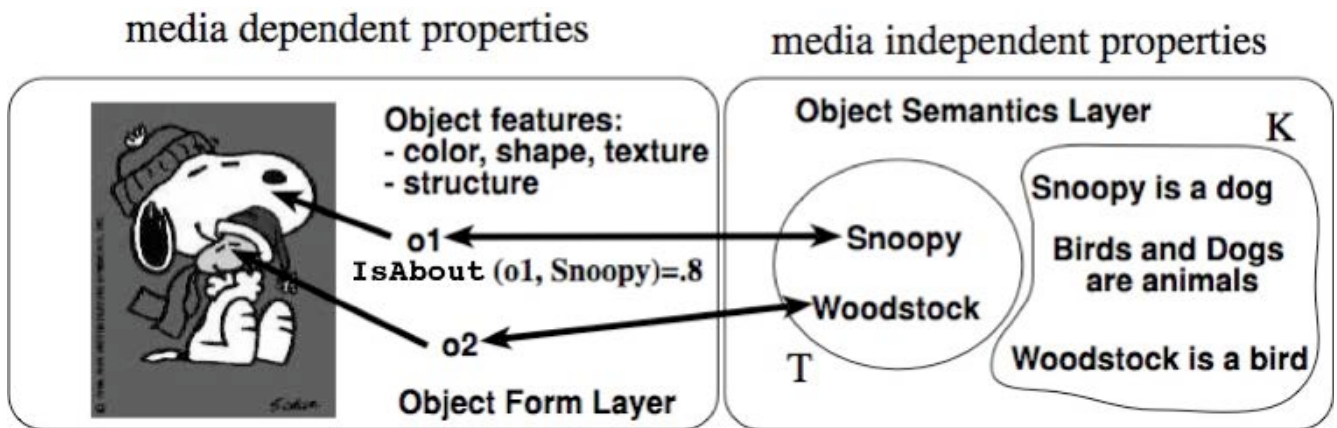 media dependent properties
media independent properties
Object features:
- color, shape, texture
- structure
o1
IsAbout (o1, Snoopy)=.8
o2
Object Form Layer
Object Semantics Layer
K
Snoopy
Woodstock
T
Snoopy is a dog
Birds and Dogs
are animals
Woodstock is a bird